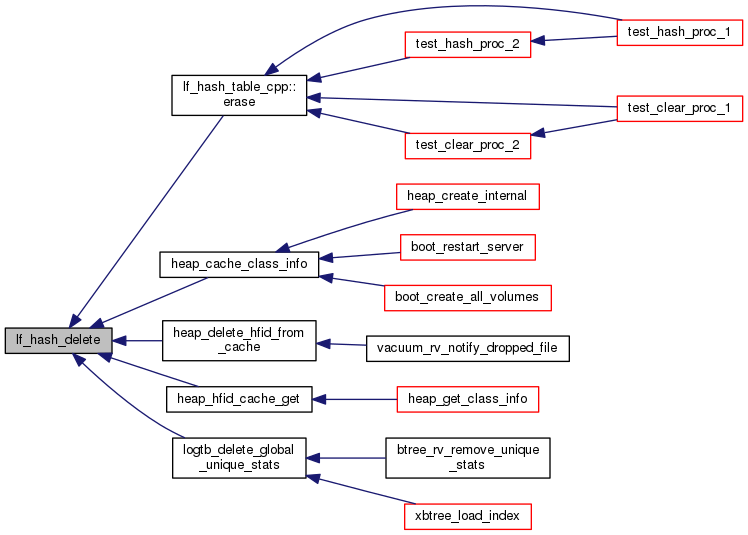 test_hash_proc_1
test_hash_proc_2
lf_hash_table_cpp::
erase
test_clear_proc_1
test_clear_proc_2
heap_create_internal
boot_restart_server
heap_cache_class_info
boot_create_all_volumes
lf_hash_delete
heap_delete_hfid_from
_cache
vacuum_rv_notify_dropped_file
heap_hfid_cache_get
heap_get_class_info
logtb_delete_global
_unique_stats
btree_rv_remove_unique
_stats
xbtree_load_index